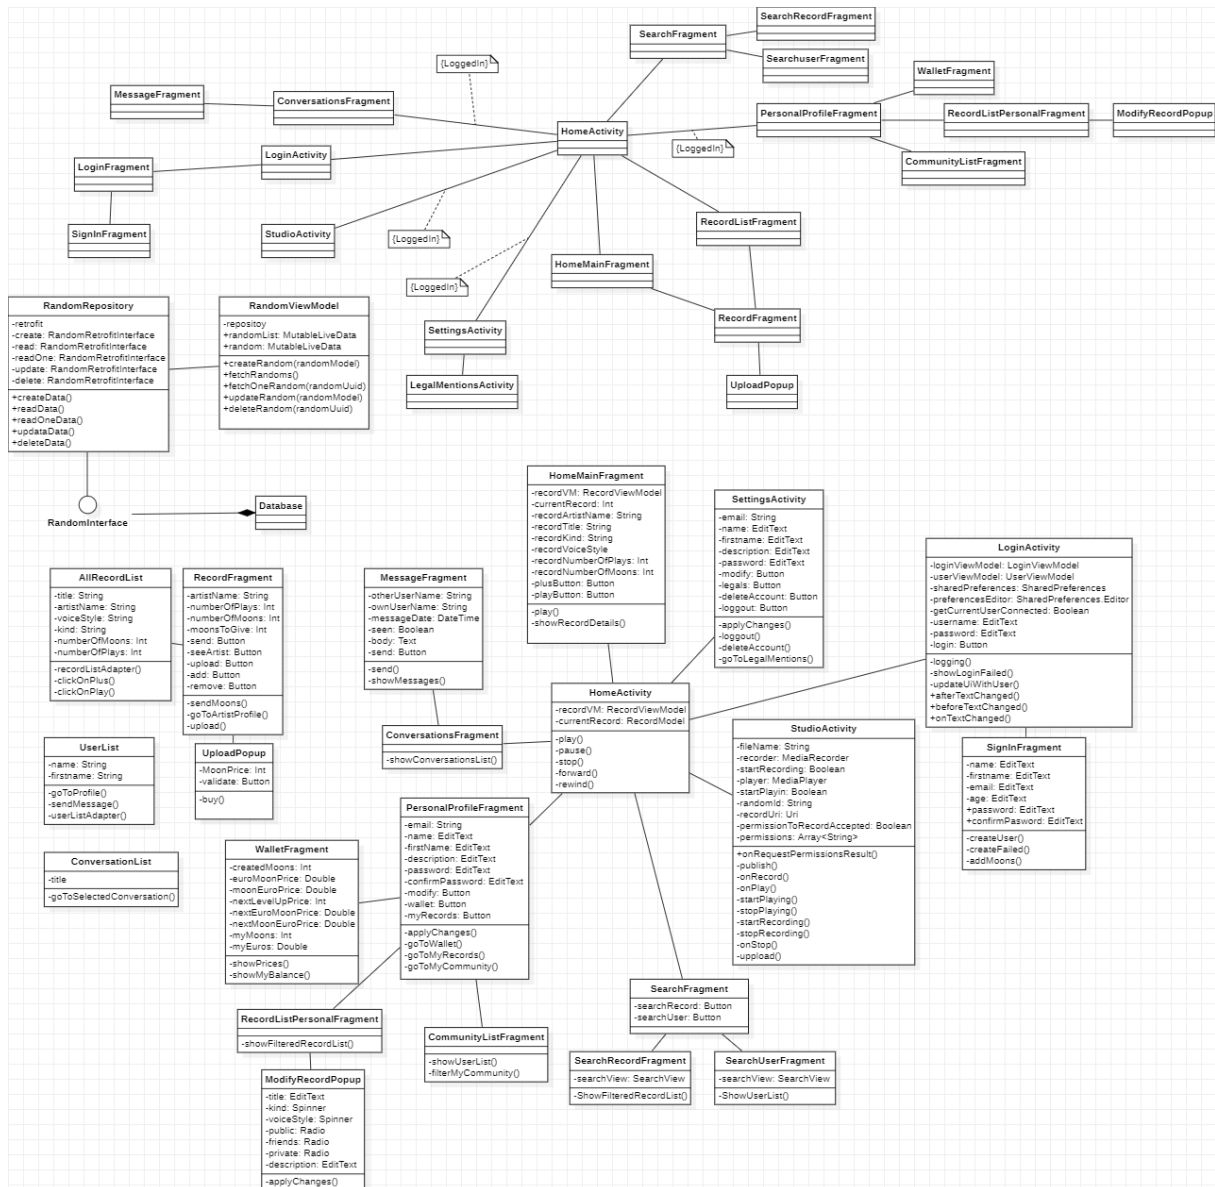 SearchRecordFragment
SearchFragment
SearchuserFragment
{LoggedIn}
WalletFragment
MessageFragment
ConversationsFragment
PersonalProfileFragment
RecordListPersonalFragment
ModifyRecordPopup
HomeActivity
{LoggedIn}
LoginActivity
LoginFragment
CommunityListFragment
RecordListFragment
SignInFragment
StudioActivity
{LoggedIn}
HomeMainFragment
{LoggedIn}
RecordFragment
SettingsActivity
LegalMentionsActivity
UploadPopup
RandomRepository
-retrofit
-create: RandomRetrofitInterface
-read: RandomRetrofitInterface
-readOne: RandomRetrofitInterface
-update: RandomRetrofitInterface
-delete: RandomRetrofitInterface
+createData()
+readData()
+readOneData()
+updataData()
+deleteData()
RandomViewModel
-repositoy
+randomList: MutableLiveData
+random: MutableLiveData
+createRandom(randomModel)
+fetchRandoms()
+fetchOneRandom(randomUuid)
+updateRandom(randomModel)
+deleteRandom(randomUuid)
RandomInterface
Database
HomeMainFragment
-recordVM: RecordViewModel
-currentRecord: Int
-recordArtistName: String
-recordTitle: String
-recordKind: String
-recordVoiceStyle
-recordNumberOfPlays: Int
-recordNumberOfMoons: Int
-plusButton: Button
-playButton: Button
-play()
-showRecordDetails()
SettingsActivity
-email: String
-name: EditText
-firstname: EditText
-description: EditText
-password: EditText
-modify: Button
-legals: Button
-deleteAccount: Button
-loggout: Button
-applyChanges()
-loggout()
-deleteAccount()
-goToLegalMentions()
LoginActivity
-loginViewModel: LoginViewModel
-userViewModel: UserViewModel
-sharedPreferences: SharedPreferences
-preferencesEditor: SharedPreferences.Editor
-getCurrentUserConnected: Boolean
-username: EditText
-password: EditText
-login: Button
-logging()
-showLoginFailed()
-updateUiWithUser()
+afterTextChanged()
+beforeTextChanged()
+onTextChanged()
AllRecordList
-title: String
-artistName: String
-voiceStyle: String
-kind: String
-numberOfMoons: Int
-numberOfPlays: Int
-recordListAdapter()
-clickOnPlus()
-clickOnPlay()
RecordFragment
-artistName: String
-numberOfPlays: Int
-numberOfMoons: Int
-moonsToGive: Int
-send: Button
-seeArtist: Button
-upload: Button
-add: Button
-remove: Button
-sendMoons()
-goToArtistProfile()
-upload()
MessageFragment
-otherUserName: String
-ownUserName: String
-messageDate: DateTime
-seen: Boolean
-body: Text
-send: Button
-send()
-showMessages()
HomeActivity
-recordVM: RecordViewModel
-currentRecord: RecordModel
-play()
-pause()
-stop()
-forward()
-rewind()
ConversationsFragment
-showConversationsList()
StudioActivity
-fileName: String
-recorder: MediaRecorder
-startRecording: Boolean
-player: MediaPlayer
-startPlayin: Boolean
-randomId: String
-recordUri: Uri
-permissionToRecordAccepted: Boolean
-permissions: Array<String>
+onRequestPermissionsResult()
-publish()
-onRecord()
-onPlay()
-startPlaying()
-stopPlaying()
-startRecording()
-stopRecording()
-onStop()
-uppload()
SignInFragment
-name: EditText
-firstname: EditText
-email: EditText
-age: EditText
+password: EditText
+confirmPasword: EditText
-createUser()
-createFailed()
-addMoons()
UserList
-name: String
-firstname: String
-goToProfile()
-sendMessage()
-userListAdapter()
UploadPopup
-MoonPrice: Int
-validate: Button
-buy()
PersonalProfileFragment
-email: String
-name: EditText
-firstName: EditText
-description: EditText
-password: EditText
-confirmPassword: EditText
-modify: Button
-wallet: Button
-myRecords: Button
-applyChanges()
-goToWallet()
-goToMyRecords()
-goToMyCommunity()
ConversationList
-title
-goToSelectedConversation()
WalletFragment
-createdMoons: Int
-euroMoonPrice: Double
-moonEuroPrice: Double
-nextLevelUpPrice: Int
-nextEuroMoonPrice: Double
-nextMoonEuroPrice: Double
-myMoons: Int
-myEuros: Double
-showPrices()
-showMyBalance()
SearchFragment
-searchRecord: Button
-searchUser: Button
RecordListPersonalFragment
-showFilteredRecordList()
CommunityListFragment
-showUserList()
-filterMyCommunity()
SearchRecordFragment
-searchView: SearchView
-ShowFilteredRecordList()
SearchUserFragment
-searchView: SearchView
-ShowUserList()
ModifyRecordPopup
-title: EditText
-kind: Spinner
-voiceStyle: Spinner
-public: Radio
-friends: Radio
-private: Radio
-description: EditText
-applyChanges()